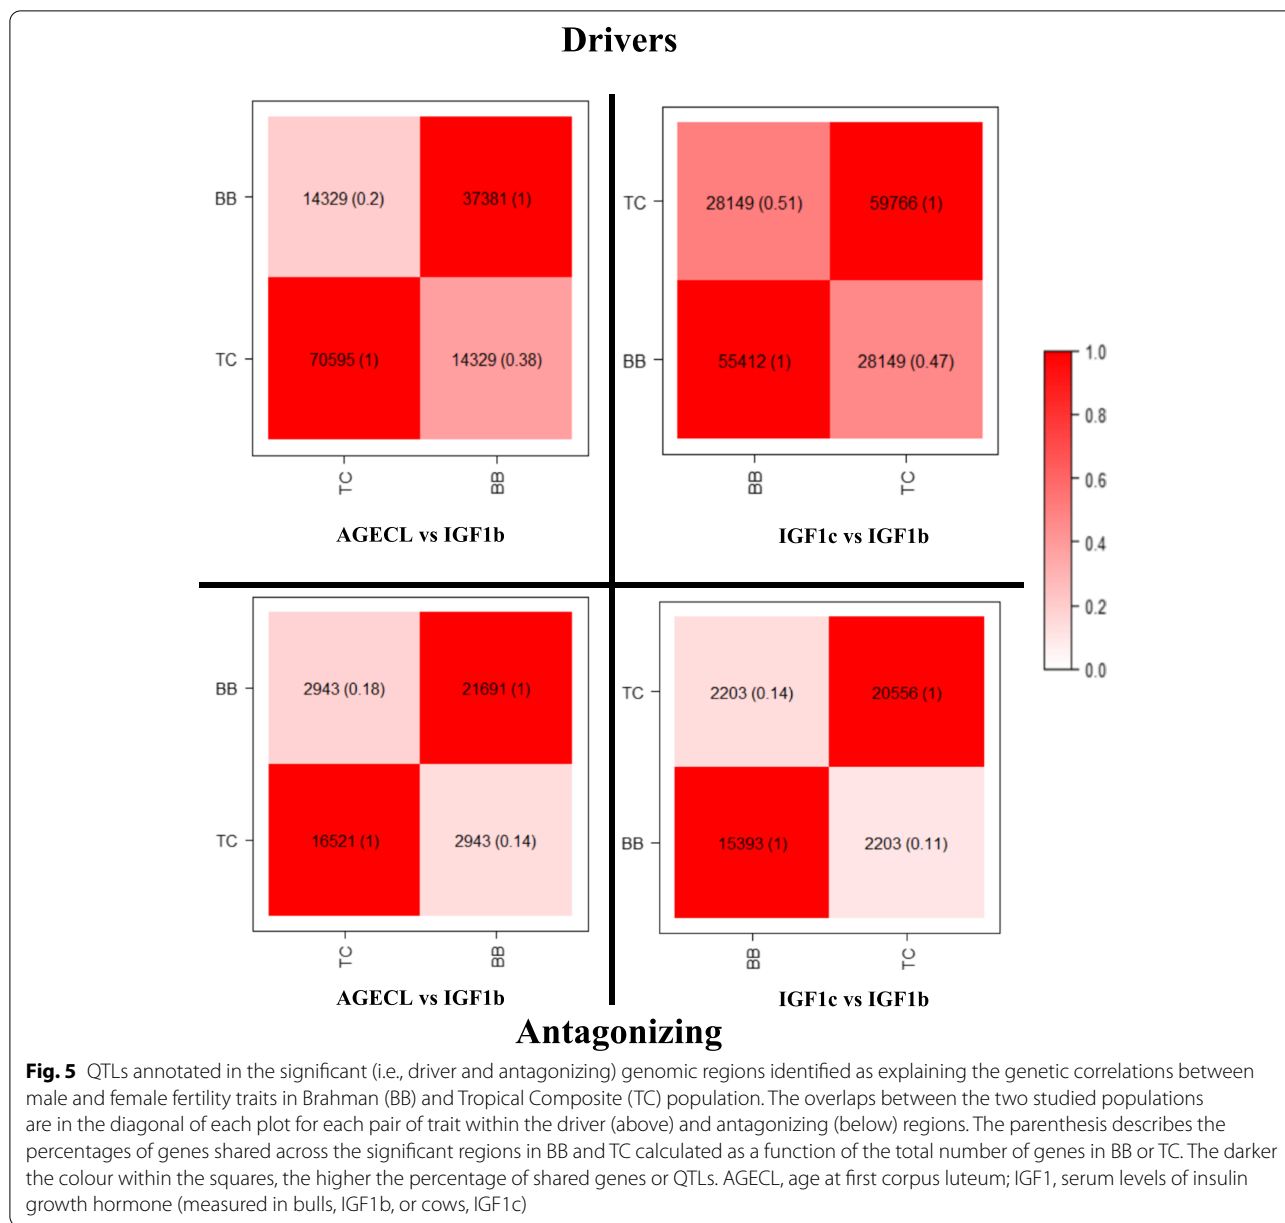 Drivers
BB
14329 (0.2)
37381 (1)
TC
70595 (1)
14329 (0.38)
TC
BB
AGECL vs IGF1b
TC
28149 (0.51)
59766 (1)
BB
55412 (1)
28149 (0.47)
BB
TC
IGF1c vs IGF1b
1.0
0.8
0.6
0.4
0.2
0.0
BB
2943 (0.18)
21691 (1)
TC
16521 (1)
2943 (0.14)
TC
BB
AGECL vs IGF1b
TC
2203 (0.14)
20556 (1)
BB
15393 (1)
2203 (0.11)
BB
TC
IGF1c vs IGF1b
Antagonizing
Fig. 5 QTLs annotated in the significant (i.e., driver and antagonizing) genomic regions identified as explaining the genetic correlations between
male and female fertility traits in Brahman (BB) and Tropical Composite (TC) population. The overlaps between the two studied populations
are in the diagonal of each plot for each pair of trait within the driver (above) and antagonizing (below) regions. The parenthesis describes the
percentages of genes shared across the significant regions in BB and TC calculated as a function of the total number of genes in BB or TC. The darker
the colour within the squares, the higher the percentage of shared genes or QTLs. AGECL, age at first corpus luteum; IGF1, serum levels of insulin
growth hormone (measured in bulls, IGF1b, or cows, IGF1c)